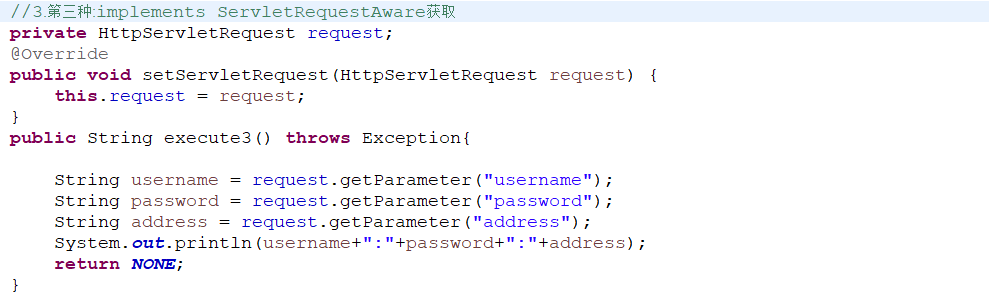 //3.第三种:implements ServletRequestAware获取
private HttpServletRequest request;
@Override
public void setServletRequest(HttpServletRequest request) {
    this.request = request;
}
public String execute3() throws Exception{

    String username = request.getParameter("username");
    String password = request.getParameter("password");
    String address = request.getParameter("address");
    System.out.println(username+":"+password+":"+address);
    return NONE;
}